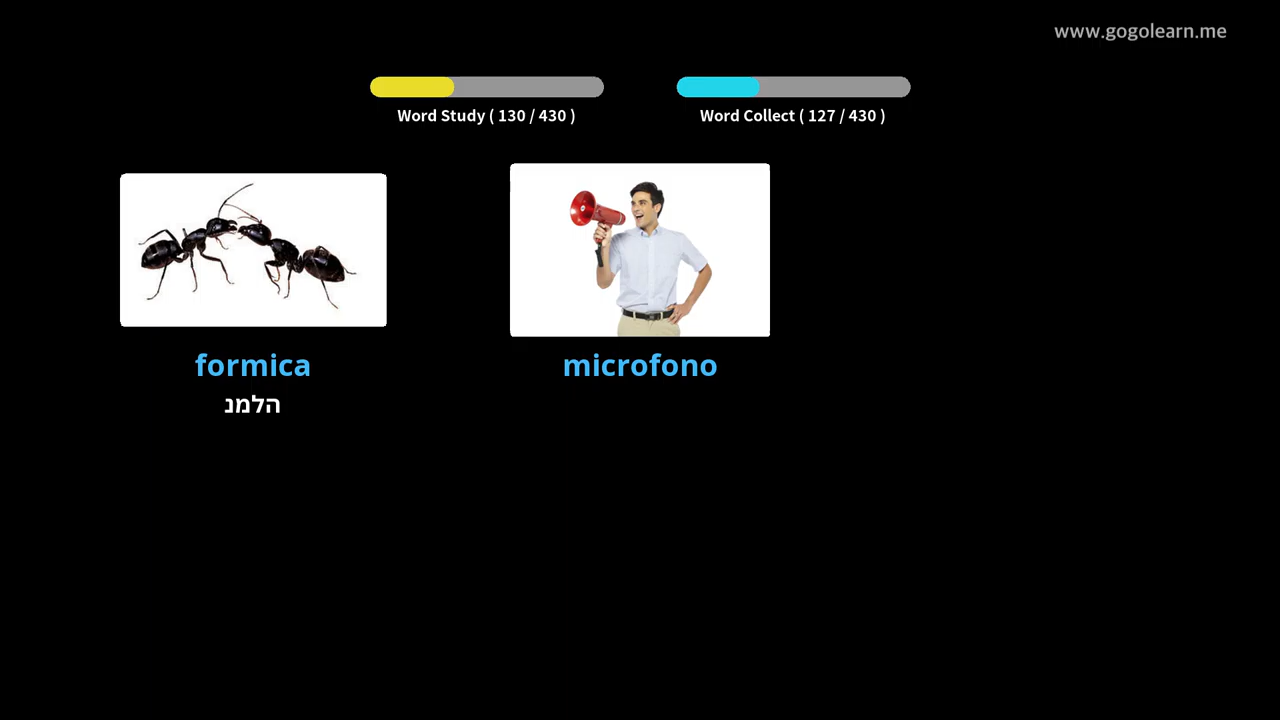 www.gogolearn.me
Word Study ( 130 / 430 )
Word Collect ( 127 / 430 )
formica
הלמנ
microfono